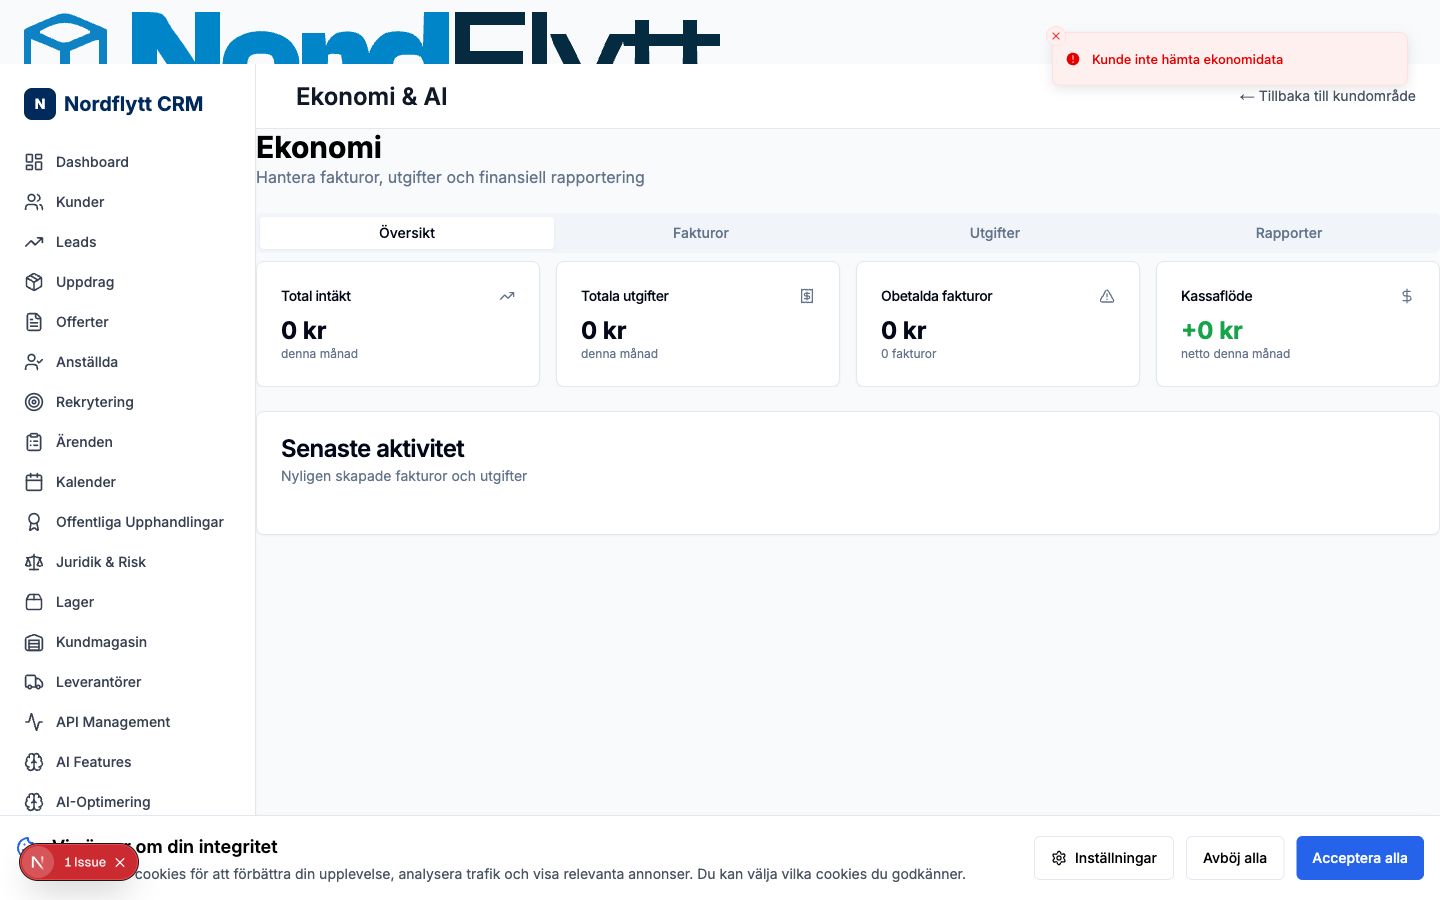 NordFlytt
Kunde inte hämta ekonomidata
N
Nordflytt CRM
Ekonomi & AI
← Tillbaka till kundområde
Dashboard
Kunder
Leads
Uppdrag
Offerter
Anställda
Rekrytering
Ärenden
Kalender
Offentliga Upphandlingar
Juridik & Risk
Lager
Kundmagasin
Leverantörer
API Management
AI Features
AI-Optimering
Ekonomi
Hantera fakturor, utgifter och finansiell rapportering
Översikt
Fakturor
Utgifter
Rapporter
Total intäkt
0 kr
denna månad
Totala utgifter
0 kr
denna månad
Obetalda fakturor
0 kr
0 fakturor
Kassaflöde
+0 kr
netto denna månad
Senaste aktivitet
Nyligen skapade fakturor och utgifter
om din integritet
cookies för att förbättra din upplevelse, analysera trafik och visa relevanta annonser. Du kan välja vilka cookies du godkänner.
N
1 Issue
Inställningar
Avböj alla
Acceptera alla